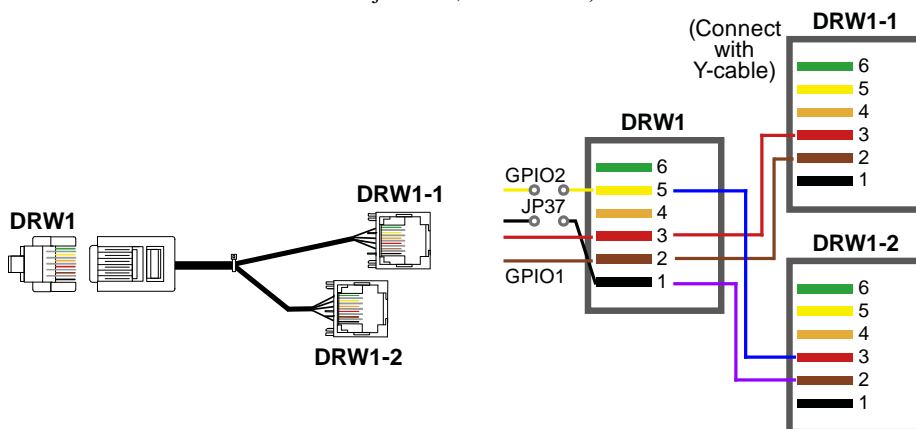 DRW1
DRW1-1
DRW1-2
(Connect
with
Y-cable)
DRW1-1
6
5
4
3
2
1
DRW1
GPIO2
JP37
GPIO1
6
5
4
3
2
1
DRW1-2
6
5
4
3
2
1